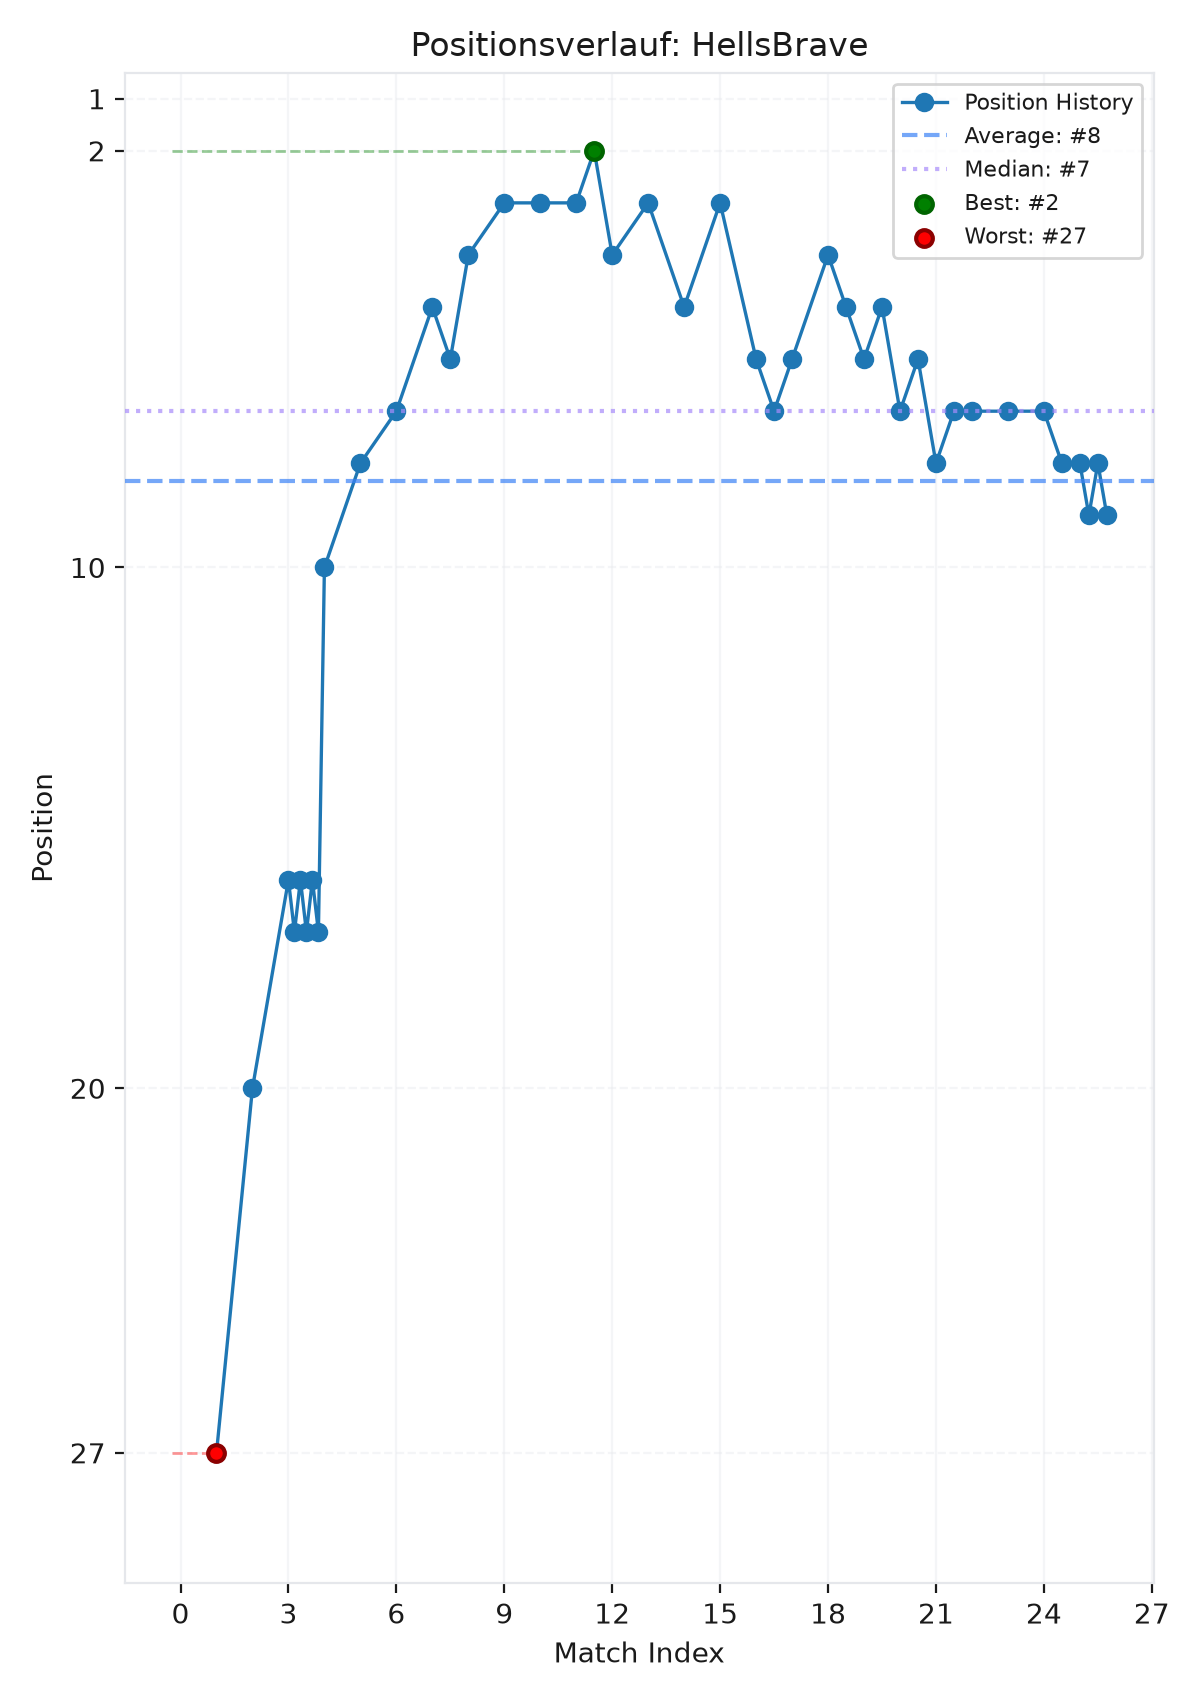 Positionsverlauf: HellsBrave
Position History
Average: #8
Median: #7
Best: #2
Worst: #27
1
2
10
20
27
Position
0 3 6 9 12 15 18 21 24 27
Match Index